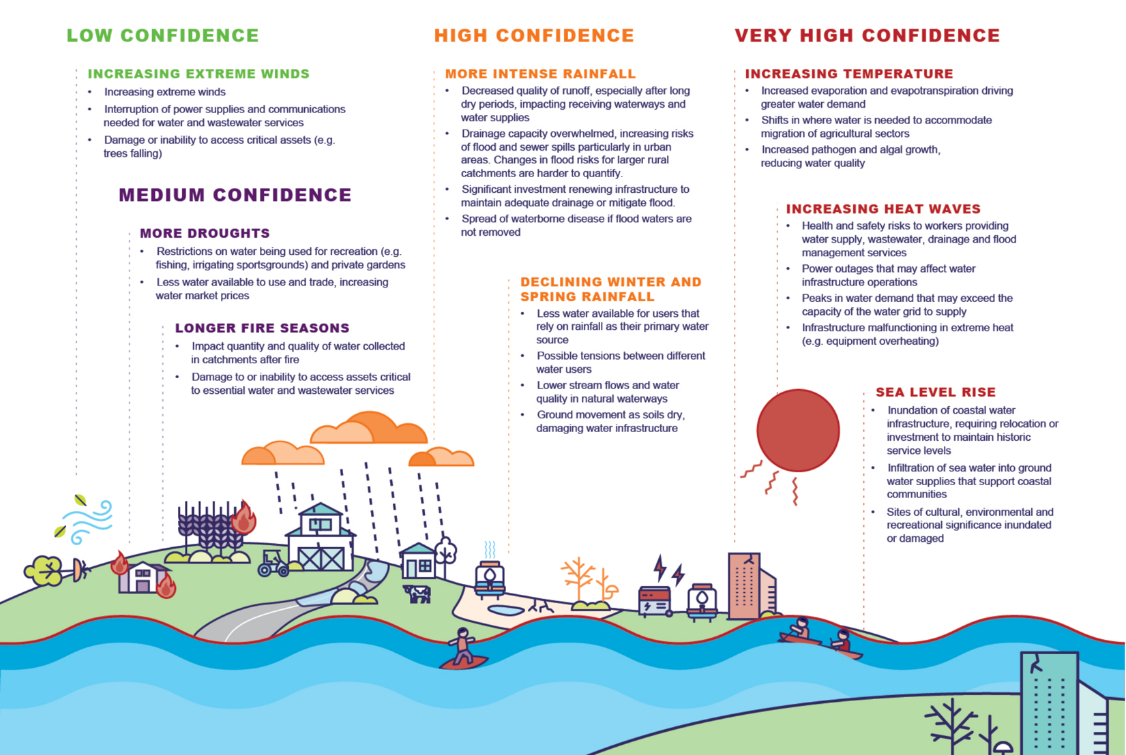 LOW CONFIDENCE
INCREASING EXTREME WINDS
• Increasing extreme winds
• Interruption of power supplies and communications
needed for water and wastewater services
• Damage or inability to access critical assets (e.g.
trees falling)
MEDIUM CONFIDENCE
MORE DROUGHTS
• Restrictions on water being used for recreation (e.g.
fishing, irrigating sportsgrounds) and private gardens
• Less water available to use and trade, increasing
water market prices
LONGER FIRE SEASONS
• Impact quantity and quality of water collected
in catchments after fire
• Damage to or inability to access assets critical
to essential water and wastewater services
HIGH CONFIDENCE
MORE INTENSE RAINFALL
• Decreased quality of runoff, especially after long
dry periods, impacting receiving waterways and
water supplies
• Drainage capacity overwhelmed, increasing risks
of flood and sewer spills particularly in urban
areas. Changes in flood risks for larger rural
catchments are harder to quantify.
• Significant investment renewing infrastructure to
maintain adequate drainage or mitigate flood.
• Spread of waterborne disease if flood waters are
not removed
DECLINING WINTER AND
SPRING RAINFALL
• Less water available for users that
rely on rainfall as their primary water
source
• Possible tensions between different
water users
• Lower stream flows and water
quality in natural waterways
• Ground movement as soils dry,
damaging water infrastructure
VERY HIGH CONFIDENCE
INCREASING TEMPERATURE
• Increased evaporation and evapotranspiration driving
greater water demand
• Shifts in where water is needed to accommodate
migration of agricultural sectors
• Increased pathogen and algal growth,
reducing water quality
INCREASING HEAT WAVES
• Health and safety risks to workers providing
water supply, wastewater, drainage and flood
management services
• Power outages that may affect water
infrastructure operations
• Peaks in water demand that may exceed the
capacity of the water grid to supply
• Infrastructure malfunctioning in extreme heat
(e.g. equipment overheating)
SEA LEVEL RISE
• Inundation of coastal water
infrastructure, requiring relocation or
investment to maintain historic
service levels
• Infiltration of sea water into ground
water supplies that support coastal
communities
• Sites of cultural, environmental and
recreational significance inundated
or damaged